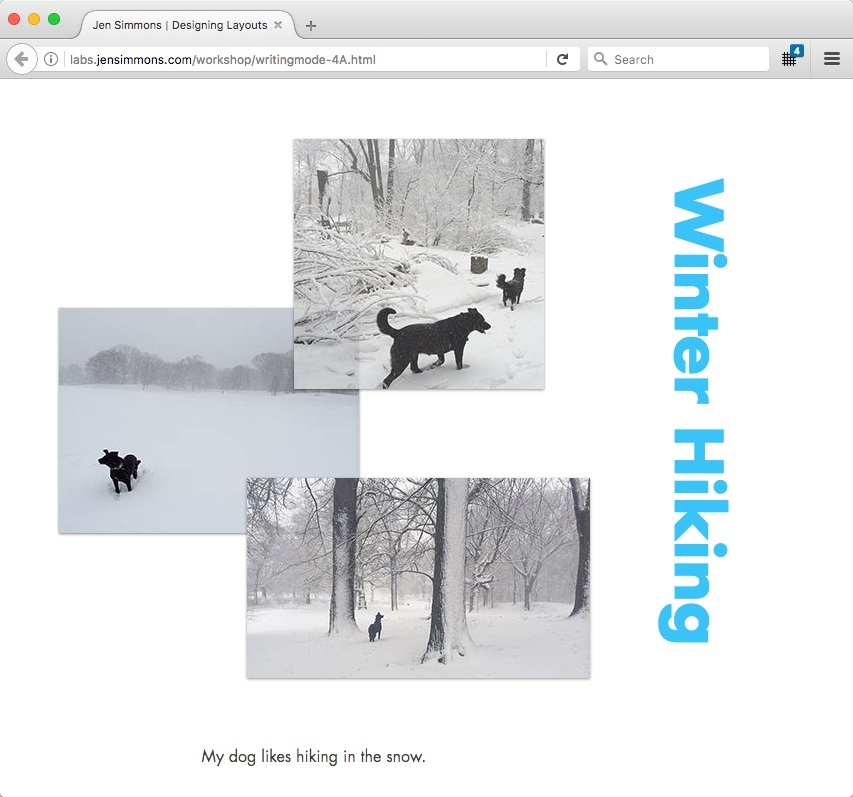 Jen Simmons | Designing Layouts
labs.jensimmons.com/workshop/writingmode-4A.html
Search
4
Winter Hiking
My dog likes hiking in the snow.